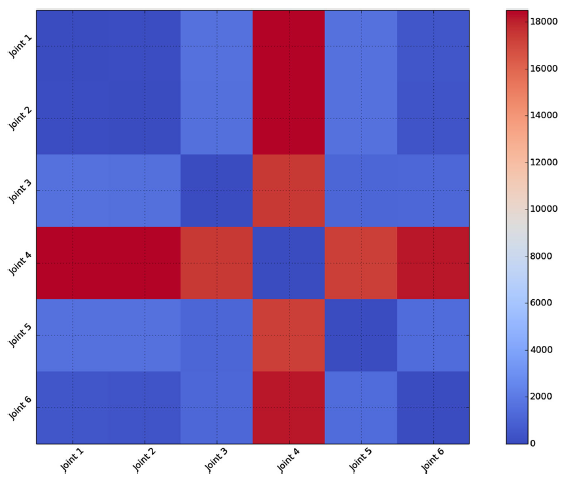 Joint 1
Joint 2
Joint 3
Joint 4
Joint 5
Joint 6
Joint 1
Joint 2
Joint 3
Joint 4
Joint 5
Joint 6
18000
16000
14000
12000
10000
8000
6000
4000
2000
0